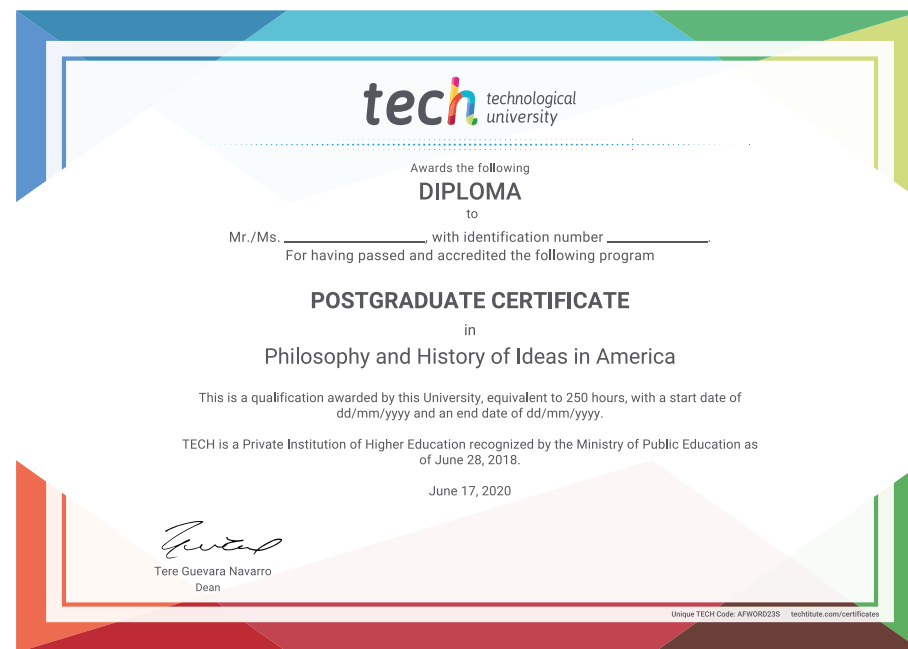 tech technological
university
Awards the following
DIPLOMA
to
Mr./Ms. ____________________, with identification number ______________.
For having passed and accredited the following program
POSTGRADUATE CERTIFICATE
in
Philosophy and History of Ideas in America
This is a qualification awarded by this University, equivalent to 250 hours, with a start date of
dd/mm/yyyy and an end date of dd/mm/yyyy.
TECH is a Private Institution of Higher Education recognized by the Ministry of Public Education as
of June 28, 2018.
June 17, 2020
Tere Guevara Navarro
Dean
Unique TECH Code: AFWORD23S techtitute.com/certificates